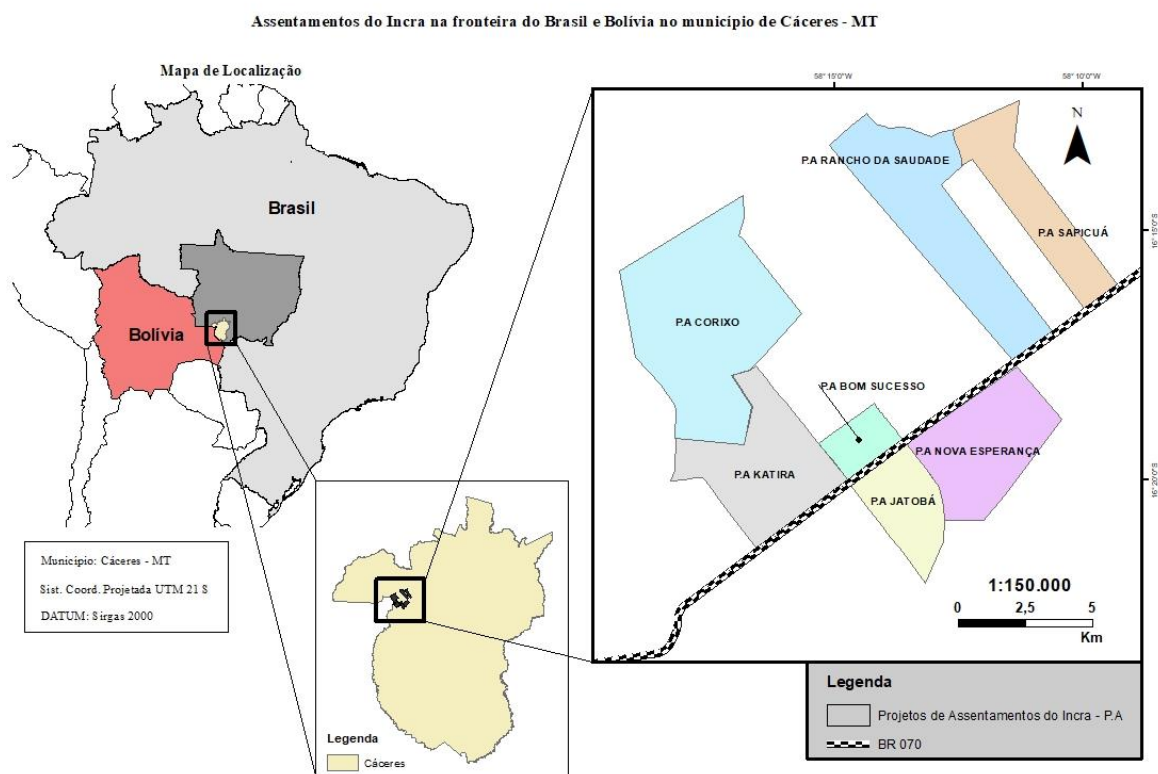 Assentamentos do Incra na fronteira do Brasil e Bolívia no município de Cáceres - MT
Mapa de Localização
Brasil
Bolívia
Município: Cáceres - MT
Sist. Coord. Projetada UTM 21 S
DATUM: Sirgas 2000
Legenda
Cáceres
58° 15'0"W
58° 10'0"W
N
P.A RANCHO DA SAUDADE
P.A SAPICUÁ
16° 15'0"S
P.A CORIXO
P.A BOM SUCESSO
P.A NOVA ESPERANÇA
P.A KATIRA
P.A JATOBÁ
16° 20'0"S
1:150.000
0 2,5 5
Km
Legenda
Projetos de Assentamentos do Incra - P.A
BR 070